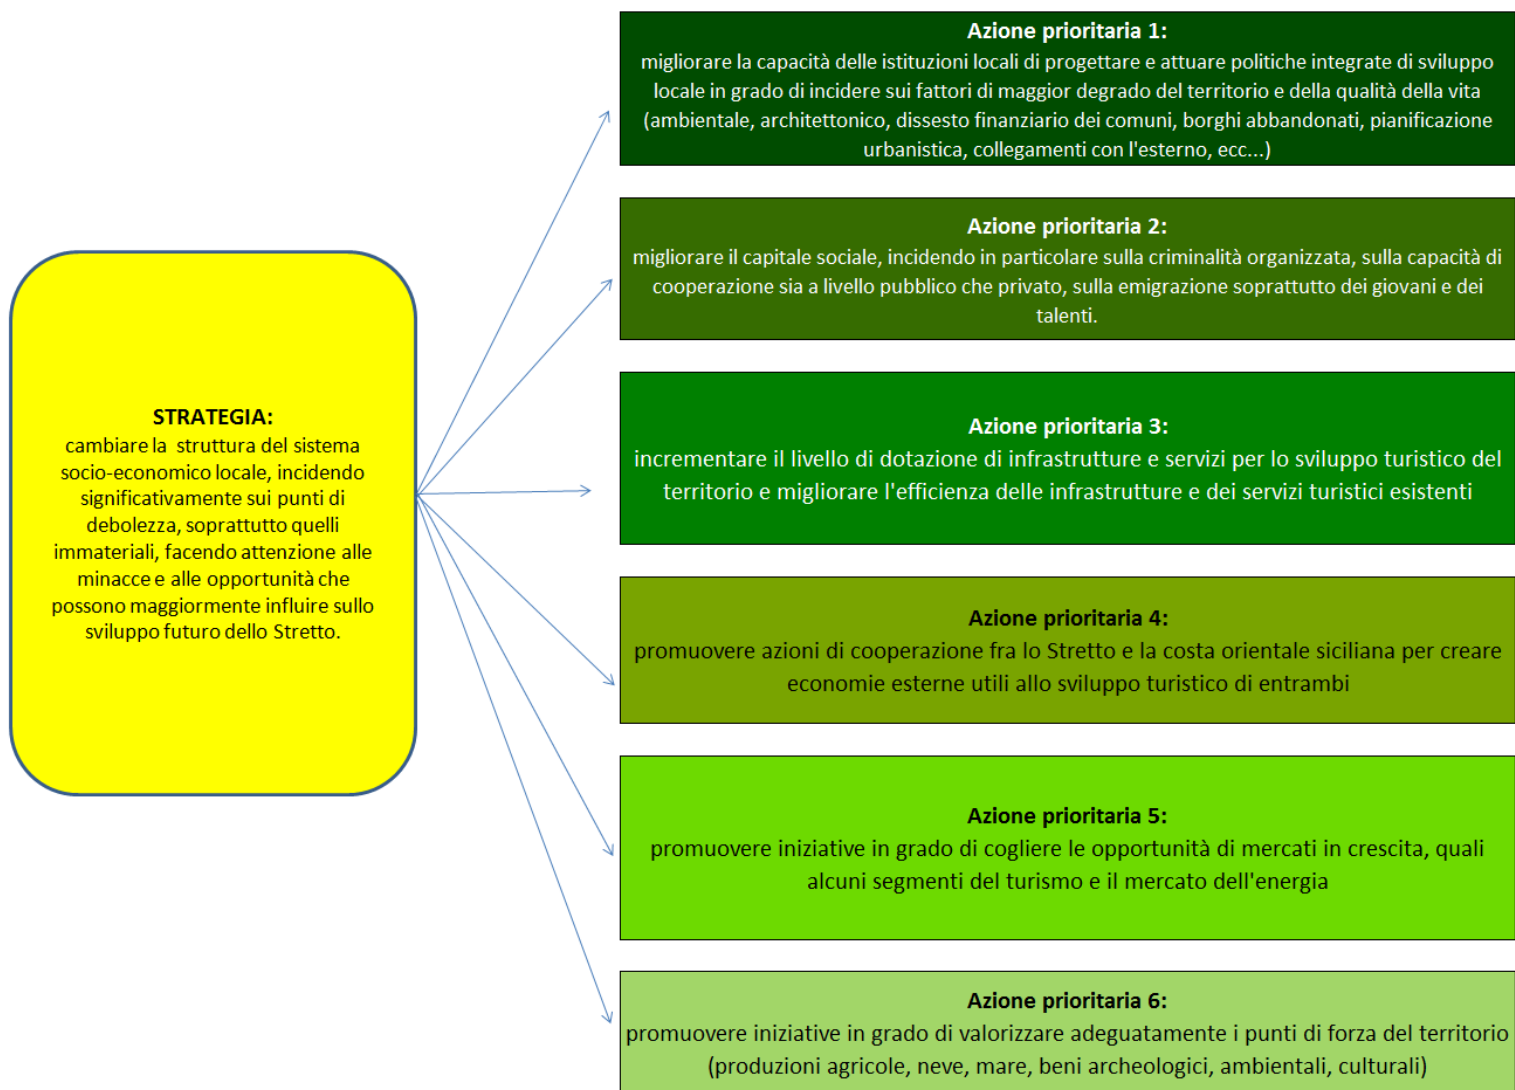 STRATEGIA:
cambiare la struttura del sistema
socio-economico locale, incidendo
significativamente sui punti di
debolezza, soprattutto quelli
immateriali, facendo attenzione alle
minacce e alle opportunità che
possono maggiormente influire sullo
sviluppo futuro dello Stretto.
Azione prioritaria 1:
migliorare la capacità delle istituzioni locali di progettare e attuare politiche integrate di sviluppo
locale in grado di incidere sui fattori di maggior degrado del territorio e della qualità della vita
(ambientale, architettonico, dissesto finanziario dei comuni, borghi abbandonati, pianificazione
urbanistica, collegamenti con l'esterno, ecc...)
Azione prioritaria 2:
migliorare il capitale sociale, incidendo in particolare sulla criminalità organizzata, sulla capacità di
cooperazione sia a livello pubblico che privato, sulla emigrazione soprattutto dei giovani e dei
talenti.
Azione prioritaria 3:
incrementare il livello di dotazione di infrastrutture e servizi per lo sviluppo turistico del
territorio e migliorare l'efficienza delle infrastrutture e dei servizi turistici esistenti
Azione prioritaria 4:
promuovere azioni di cooperazione fra lo Stretto e la costa orientale siciliana per creare
economie esterne utili allo sviluppo turistico di entrambi
Azione prioritaria 5:
promuovere iniziative in grado di cogliere le opportunità di mercati in crescita, quali
alcuni segmenti del turismo e il mercato dell'energia
Azione prioritaria 6:
promuovere iniziative in grado di valorizzare adeguatamente i punti di forza del territorio
(produzioni agricole, neve, mare, beni archeologici, ambientali, culturali)